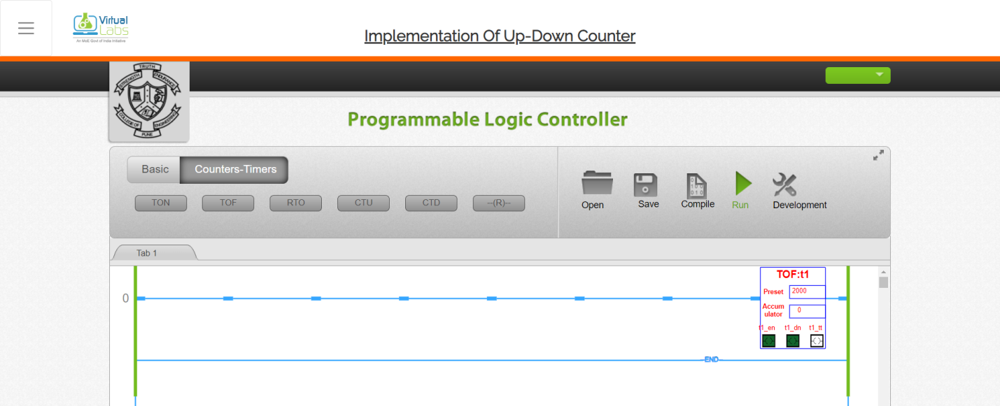 Virtual
Labs
An MoE Govt of India Initiative
Implementation Of Up-Down Counter
TRUTH
STRENGTH
ENDURANCE
COLLEGE OF
ENGINEERING
PUNE
Programmable Logic Controller
Basic
Counters-Timers
TON
TOF
RTO
CTU
CTD
--(R)--
Open
Save
Compile
Run
Development
Tab 1
TOF:t1
0
Preset
2000
Accum
ulator
0
t1_en
t1_dn
t1_tt
END